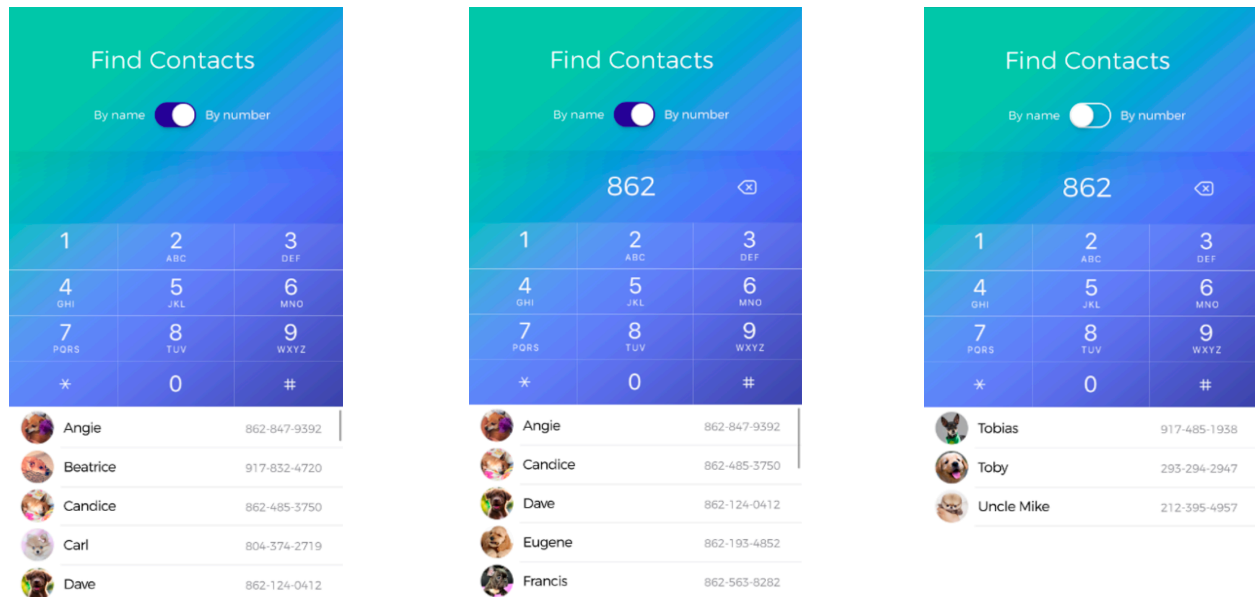 Find Contacts
By name By number
1 2 3
ABC DEF
4 5 6
GHI JKL MNO
7 8 9
PQRS TUV WXYZ
* 0 #
Angie 862-847-9392
Beatrice 917-832-4720
Candice 862-485-3750
Carl 804-374-2719
Dave 862-124-0412
Find Contacts
By name By number
862
1 2 3
ABC DEF
4 5 6
GHI JKL MNO
7 8 9
PQRS TUV WXYZ
* 0 #
Angie 862-847-9392
Candice 862-485-3750
Dave 862-124-0412
Eugene 862-193-4852
Francis 862-563-8282
Find Contacts
By name By number
862
1 2 3
ABC DEF
4 5 6
GHI JKL MNO
7 8 9
PQRS TUV WXYZ
* 0 #
Tobias 917-485-1938
Toby 293-294-2947
Uncle Mike 212-395-4957